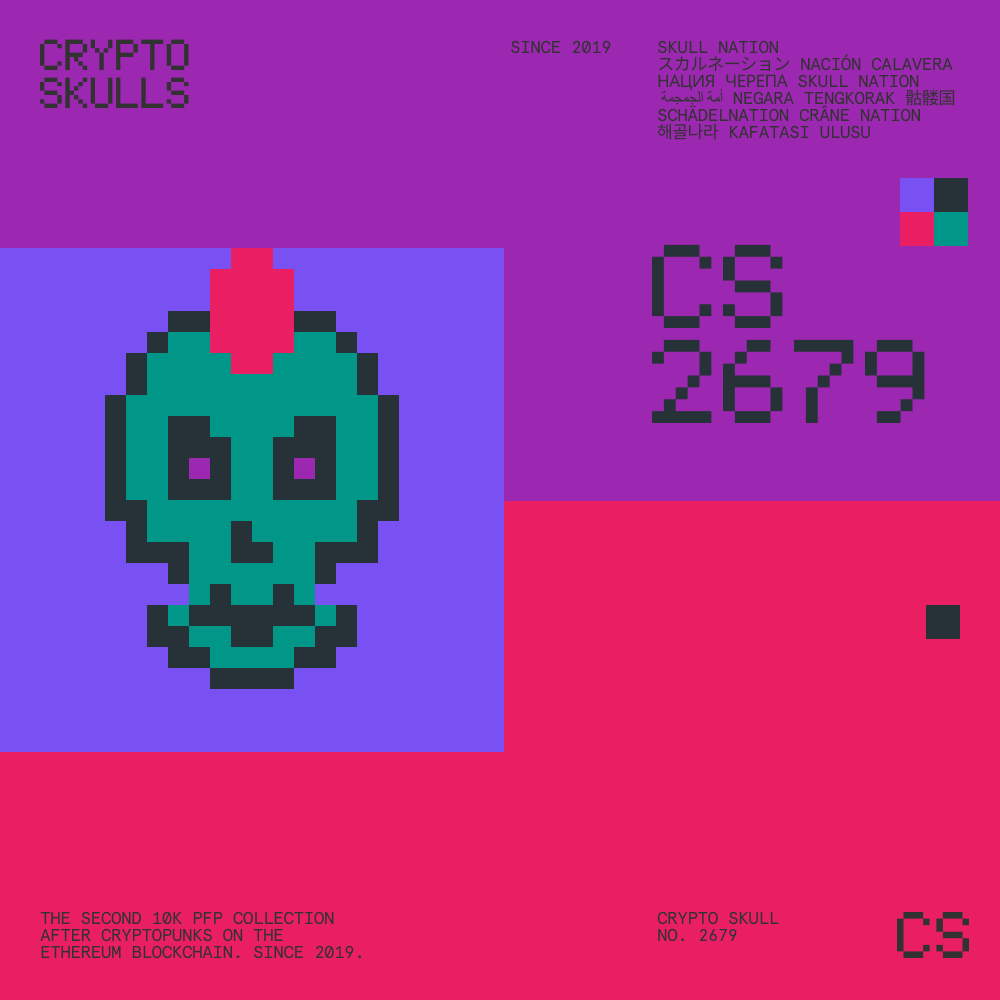 CRYPTO
SKULLS
SINCE 2019
SKULL NATION
スカルネーション NACIÓN CALAVERA
НАЦИЯ ЧЕРЕПА SKULL NATION
أمة الجمجمة NEGARA TENGKORAK 骷髅国
SCHÄDELNATION CRÂNE NATION
해골나라 KAFATASI ULUSU
CS
2679
THE SECOND 10K PFP COLLECTION
AFTER CRYPTOPUNKS ON THE
ETHEREUM BLOCKCHAIN. SINCE 2019.
CRYPTO SKULL
NO. 2679
CS